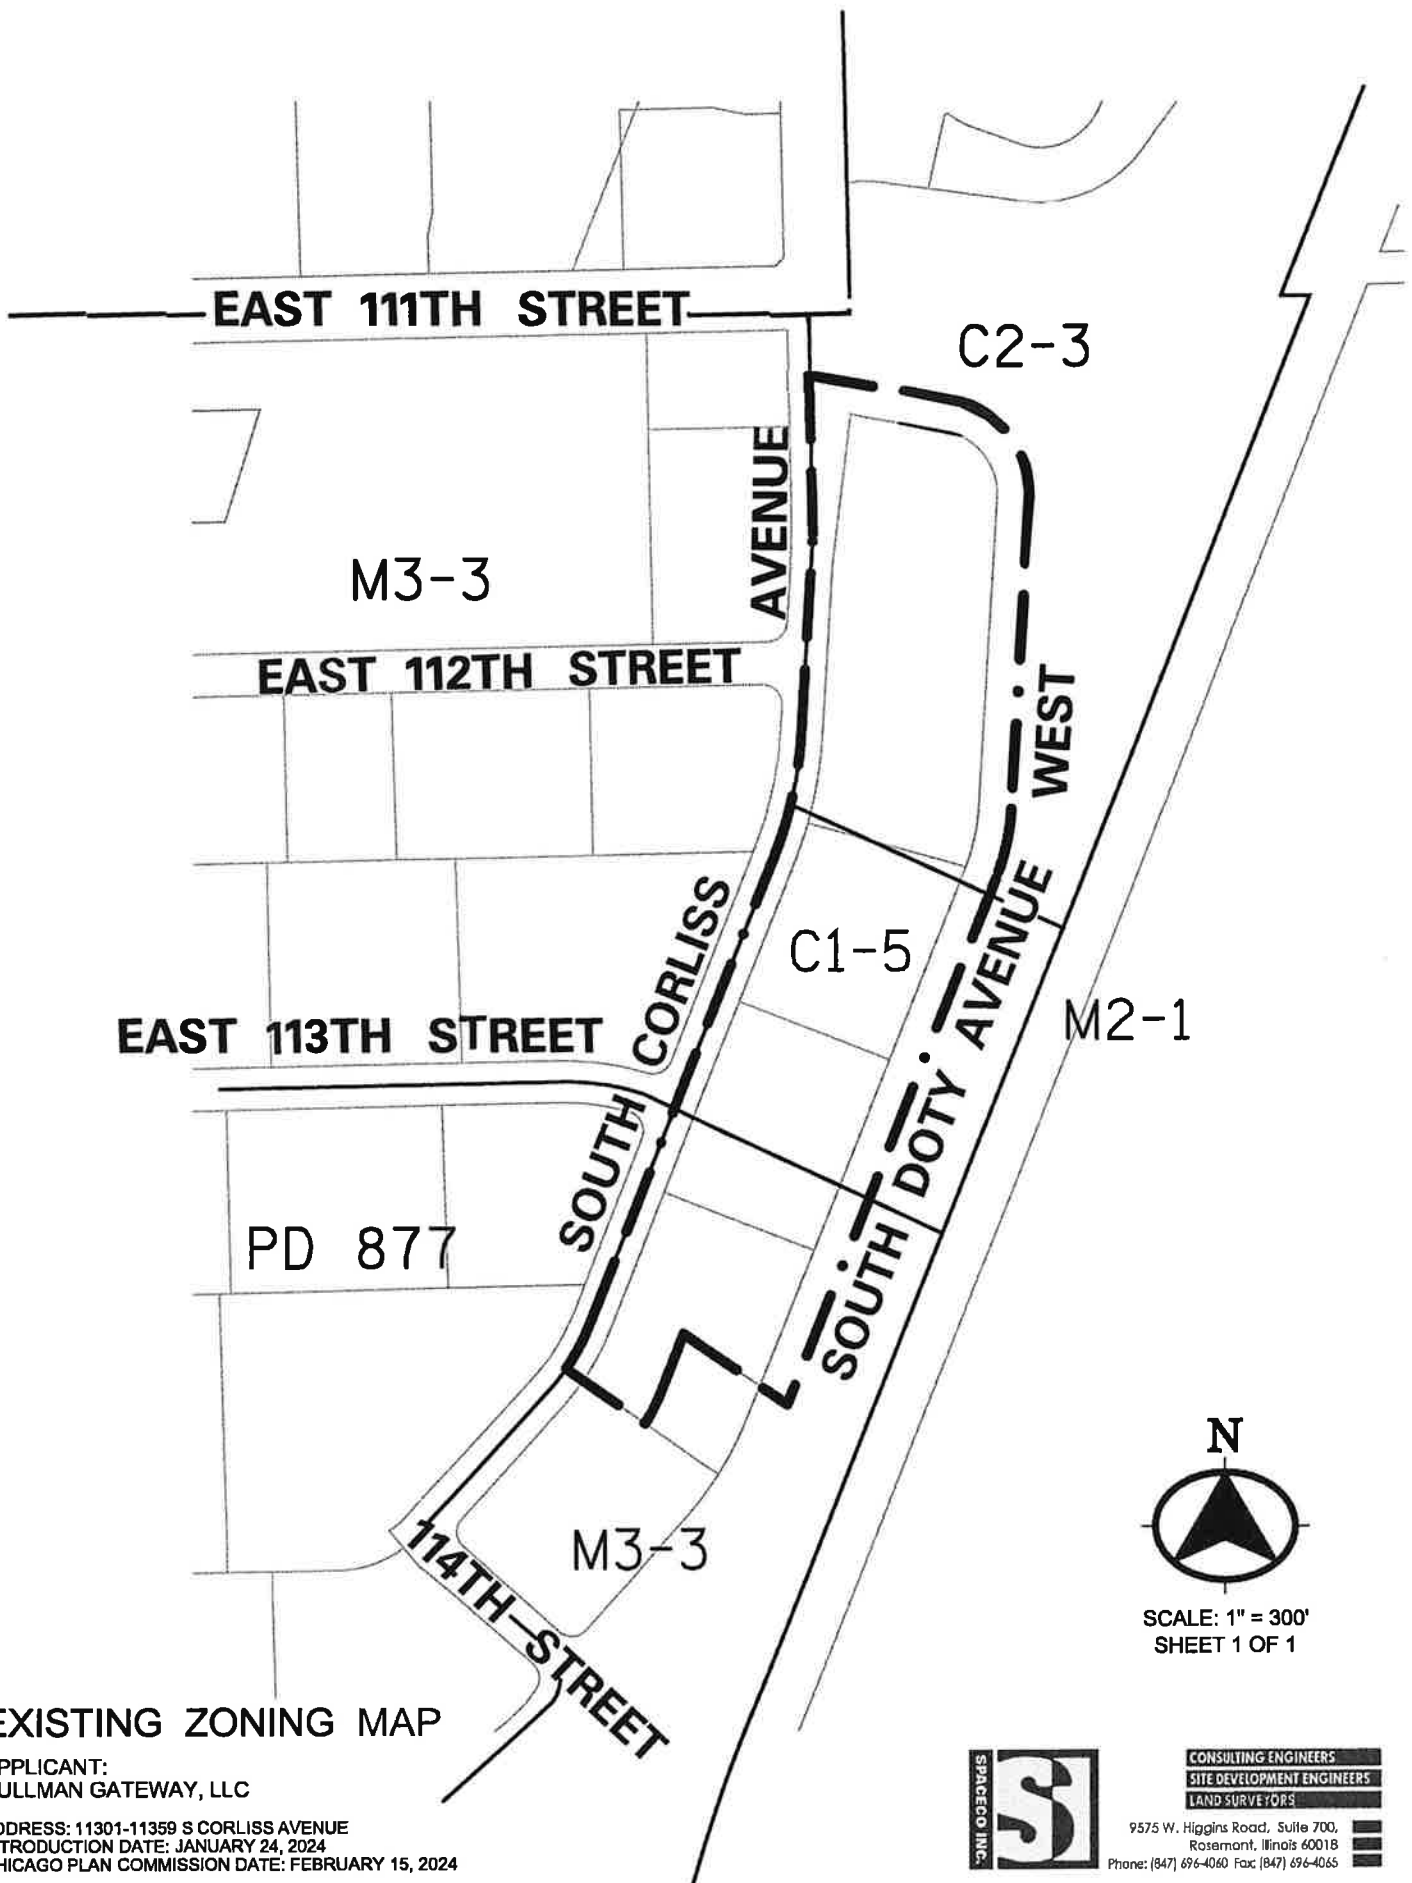 EAST 111TH STREET
C2-3
AVENUE
M3-3
EAST 112TH STREET
WEST
SOUTH CORLISS
C1-5
EAST 113TH STREET
M2-1
SOUTH DOTY AVENUE
PD 877
N
SCALE: 1" = 300'
SHEET 1 OF 1
M3-3
114TH STREET
EXISTING ZONING MAP
PPLICANT:
ULLMAN GATEWAY, LLC
DDRESS: 11301-11359 S CORLISS AVENUE
TRODUCTION DATE: JANUARY 24, 2024
HICAGO PLAN COMMISSION DATE: FEBRUARY 15, 2024
SPACECO INC.
CONSULTING ENGINEERS
SITE DEVELOPMENT ENGINEERS
LAND SURVEYORS
9575 W. Higgins Road, Suite 700,
Rosemont, Illinois 60018
Phone: (847) 696-4060 Fax: (847) 696-4065